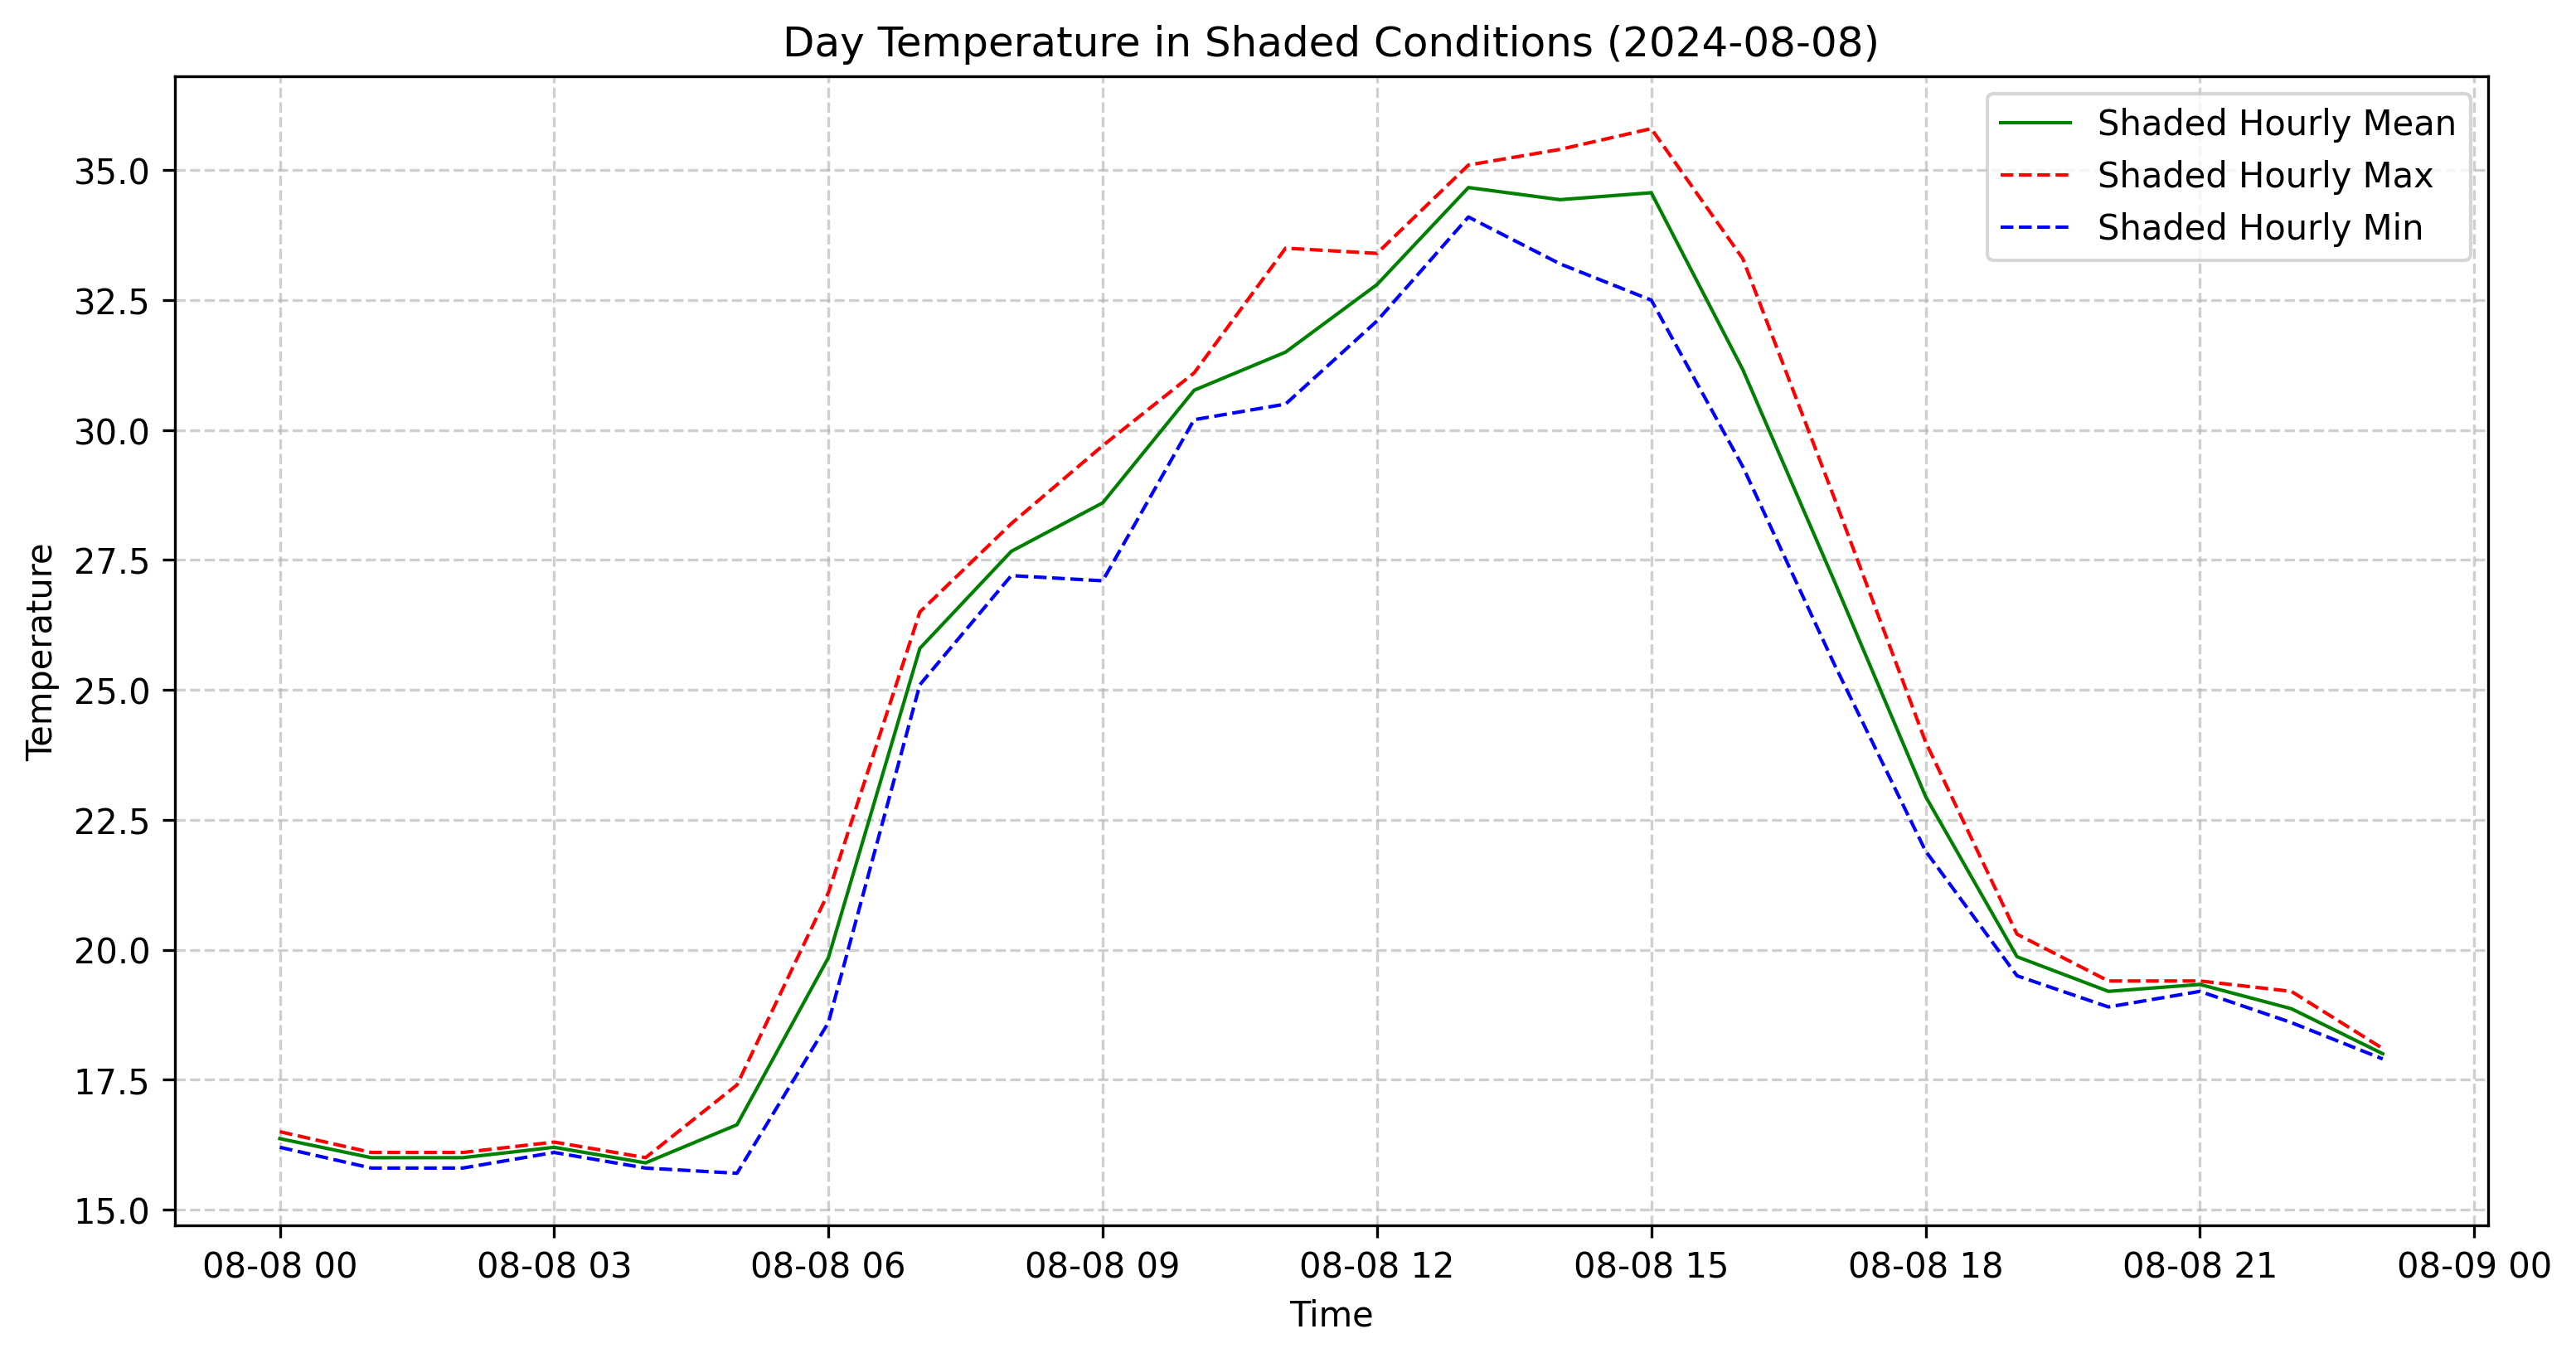 Day Temperature in Shaded Conditions (2024-08-08)
Shaded Hourly Mean
Shaded Hourly Max
Shaded Hourly Min
Temperature
35.0
32.5
30.0
27.5
25.0
22.5
20.0
17.5
15.0
08-08 00 08-08 03 08-08 06 08-08 09 08-08 12 08-08 15 08-08 18 08-08 21 08-09 00
Time